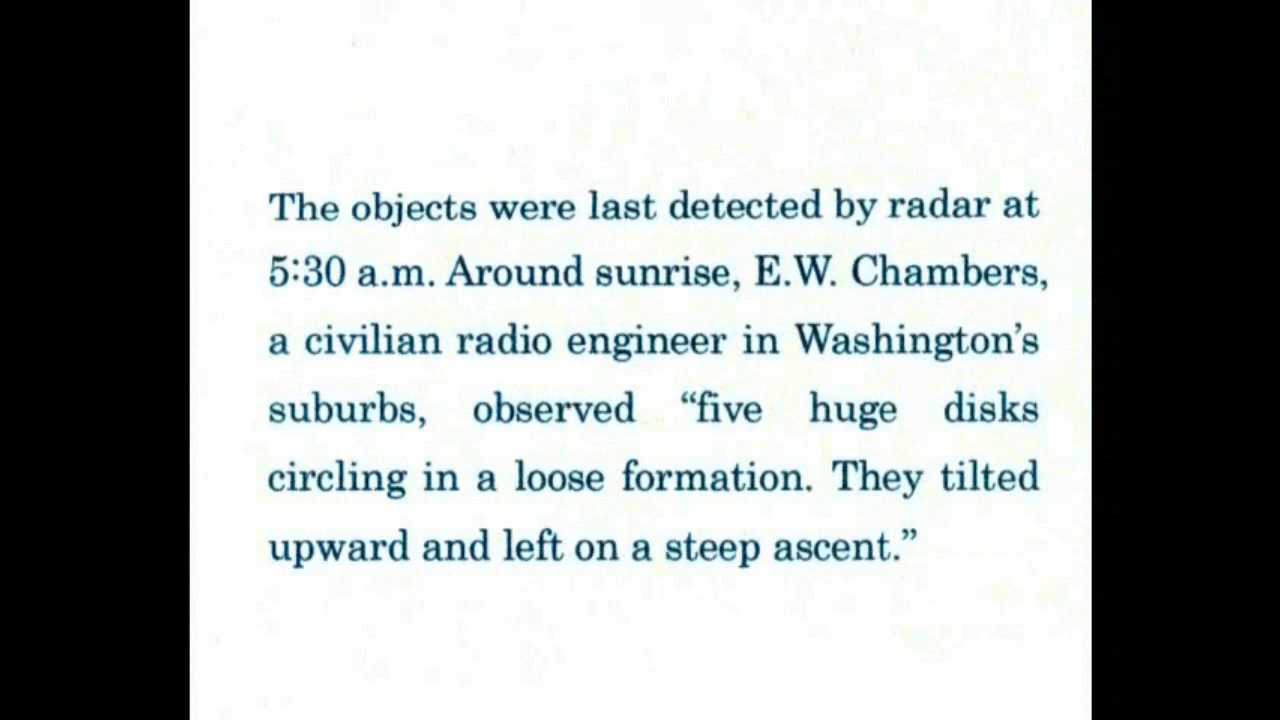 The objects were last detected by radar at
5:30 a.m. Around sunrise, E.W. Chambers,
a civilian radio engineer in Washington’s
suburbs, observed “five huge disks
circling in a loose formation. They tilted
upward and left on a steep ascent.”